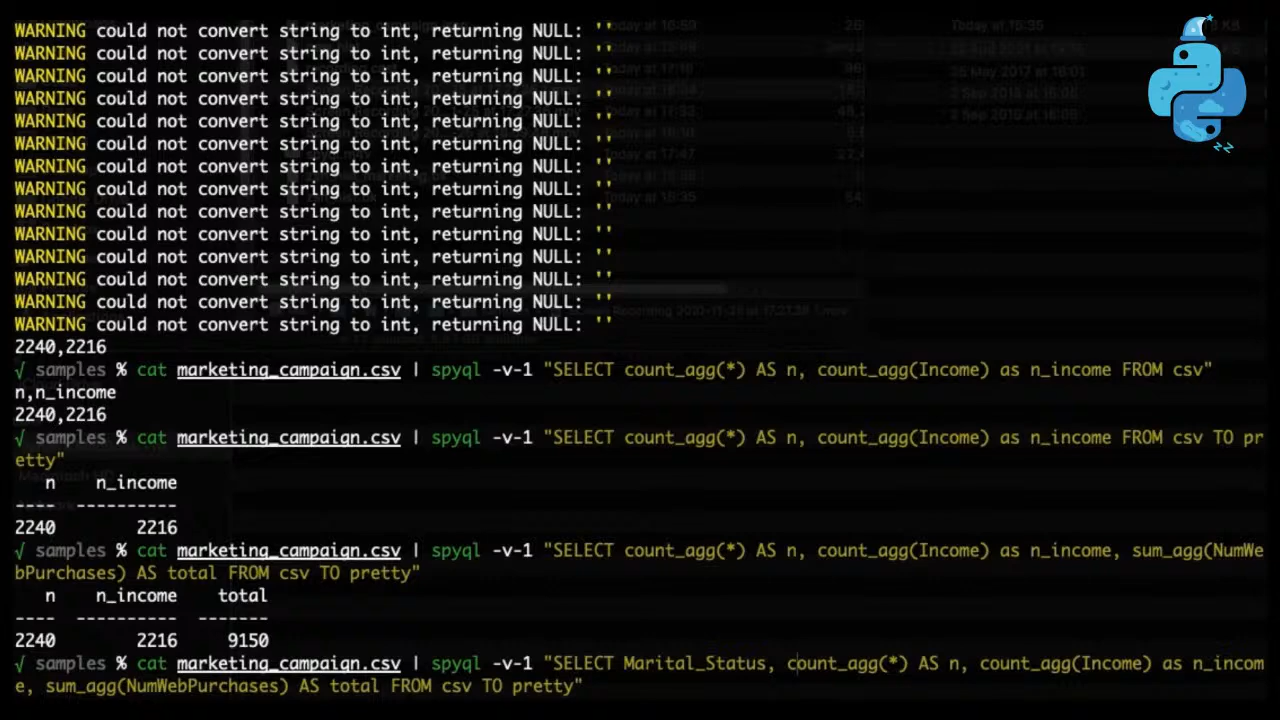 WARNING could not convert string to int, returning NULL: ''
WARNING could not convert string to int, returning NULL: ''
WARNING could not convert string to int, returning NULL: ''
WARNING could not convert string to int, returning NULL: ''
WARNING could not convert string to int, returning NULL: ''
WARNING could not convert string to int, returning NULL: ''
WARNING could not convert string to int, returning NULL: ''
WARNING could not convert string to int, returning NULL: ''
WARNING could not convert string to int, returning NULL: ''
WARNING could not convert string to int, returning NULL: ''
WARNING could not convert string to int, returning NULL: ''
WARNING could not convert string to int, returning NULL: ''
WARNING could not convert string to int, returning NULL: ''
WARNING could not convert string to int, returning NULL: ''
2240,2216
√ samples % cat marketing_campaign.csv | spyql -v-1 "SELECT count_agg(*) AS n, count_agg(Income) as n_income FROM csv"
n,n_income
2240,2216
√ samples % cat marketing_campaign.csv | spyql -v-1 "SELECT count_agg(*) AS n, count_agg(Income) as n_income FROM csv TO pr
etty"
n n_income
---- ----------
2240 2216
√ samples % cat marketing_campaign.csv | spyql -v-1 "SELECT count_agg(*) AS n, count_agg(Income) as n_income, sum_agg(NumWe
bPurchases) AS total FROM csv TO pretty"
n n_income total
---- ---------- -------
2240 2216 9150
√ samples % cat marketing_campaign.csv | spyql -v-1 "SELECT Marital_Status, count_agg(*) AS n, count_agg(Income) as n_incom
e, sum_agg(NumWebPurchases) AS total FROM csv TO pretty"